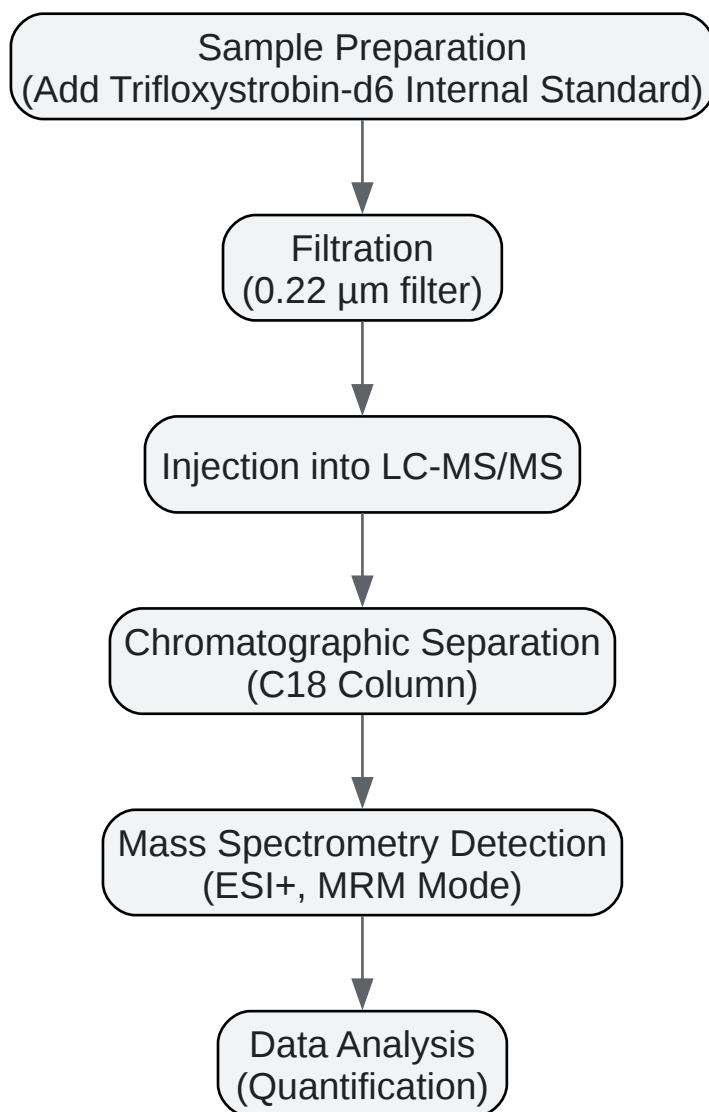 Sample Preparation
(Add Trifloxystrobin-d6 Internal Standard)
Filtration
(0.22 µm filter)
Injection into LC-MS/MS
Chromatographic Separation
(C18 Column)
Mass Spectrometry Detection
(ESI+, MRM Mode)
Data Analysis
(Quantification)